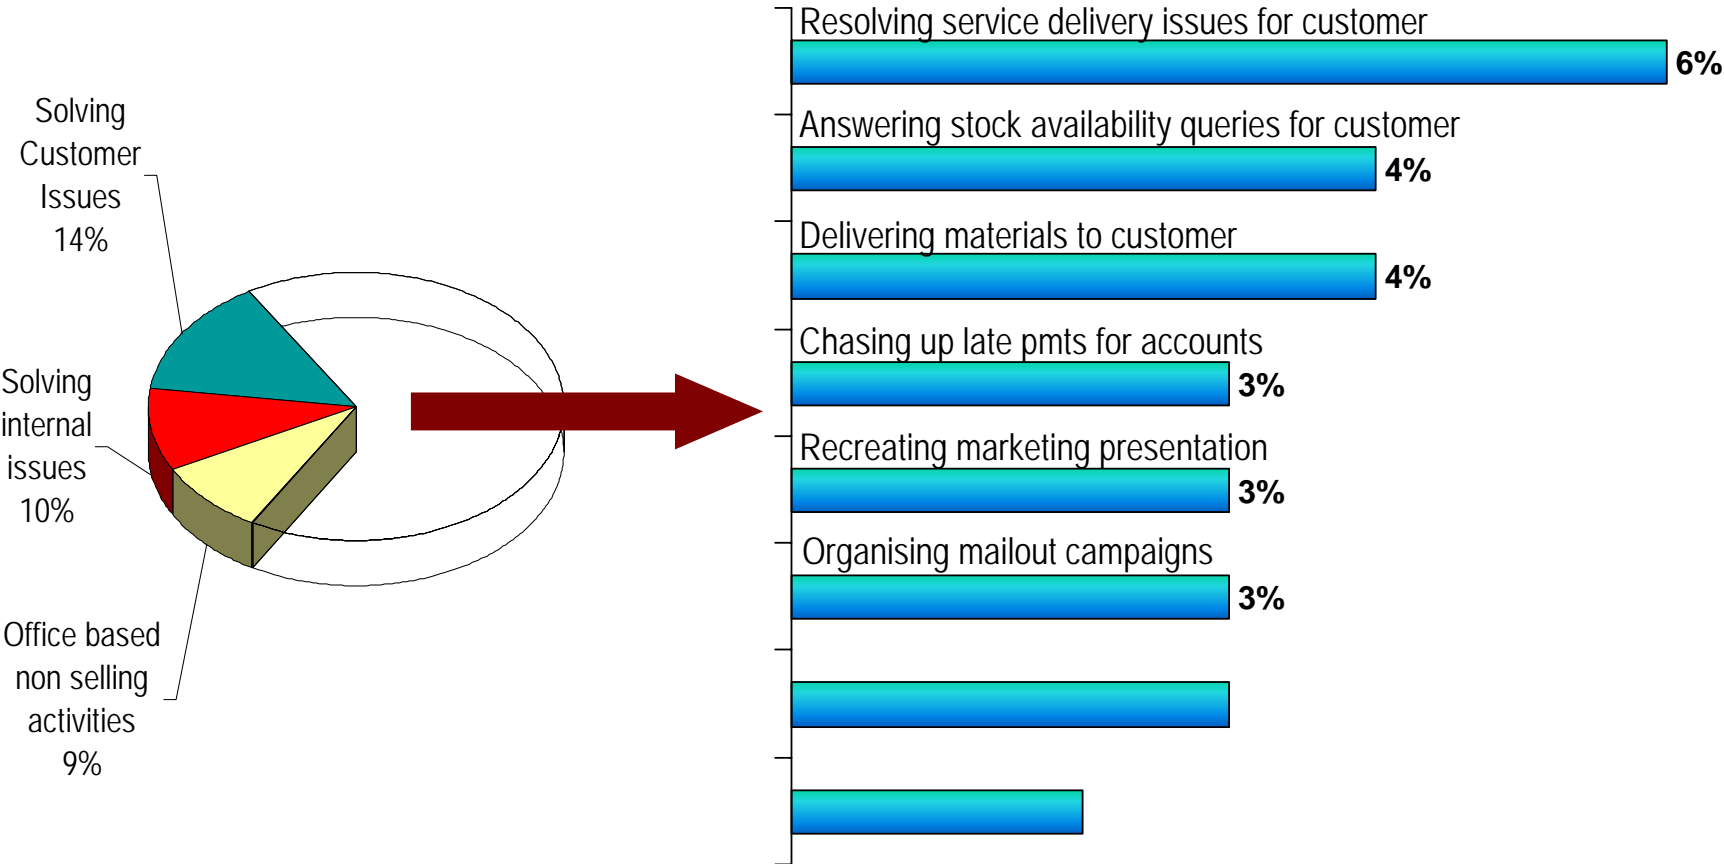 Solving
Customer
Issues
14%
Solving
internal
issues
10%
Office based
non selling
activities
9%
Resolving service delivery issues for customer
6%
Answering stock availability queries for customer
4%
Delivering materials to customer
4%
Chasing up late pmts for accounts
3%
Recreating marketing presentation
3%
Organising mailout campaigns
3%